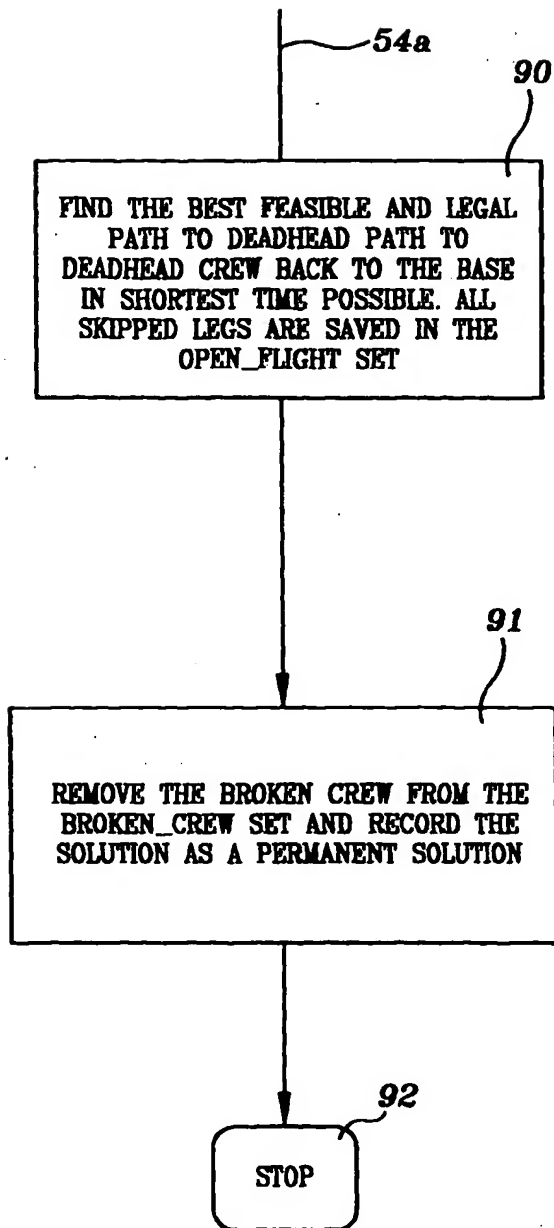 54a
90
FIND THE BEST FEASIBLE AND LEGAL
PATH TO DEADHEAD PATH TO
DEADHEAD CREW BACK TO THE BASE
IN SHORTEST TIME POSSIBLE. ALL
SKIPPED LEGS ARE SAVED IN THE
OPEN_FLIGHT SET
91
REMOVE THE BROKEN CREW FROM THE
BROKEN_CREW SET AND RECORD THE
SOLUTION AS A PERMANENT SOLUTION
92
STOP